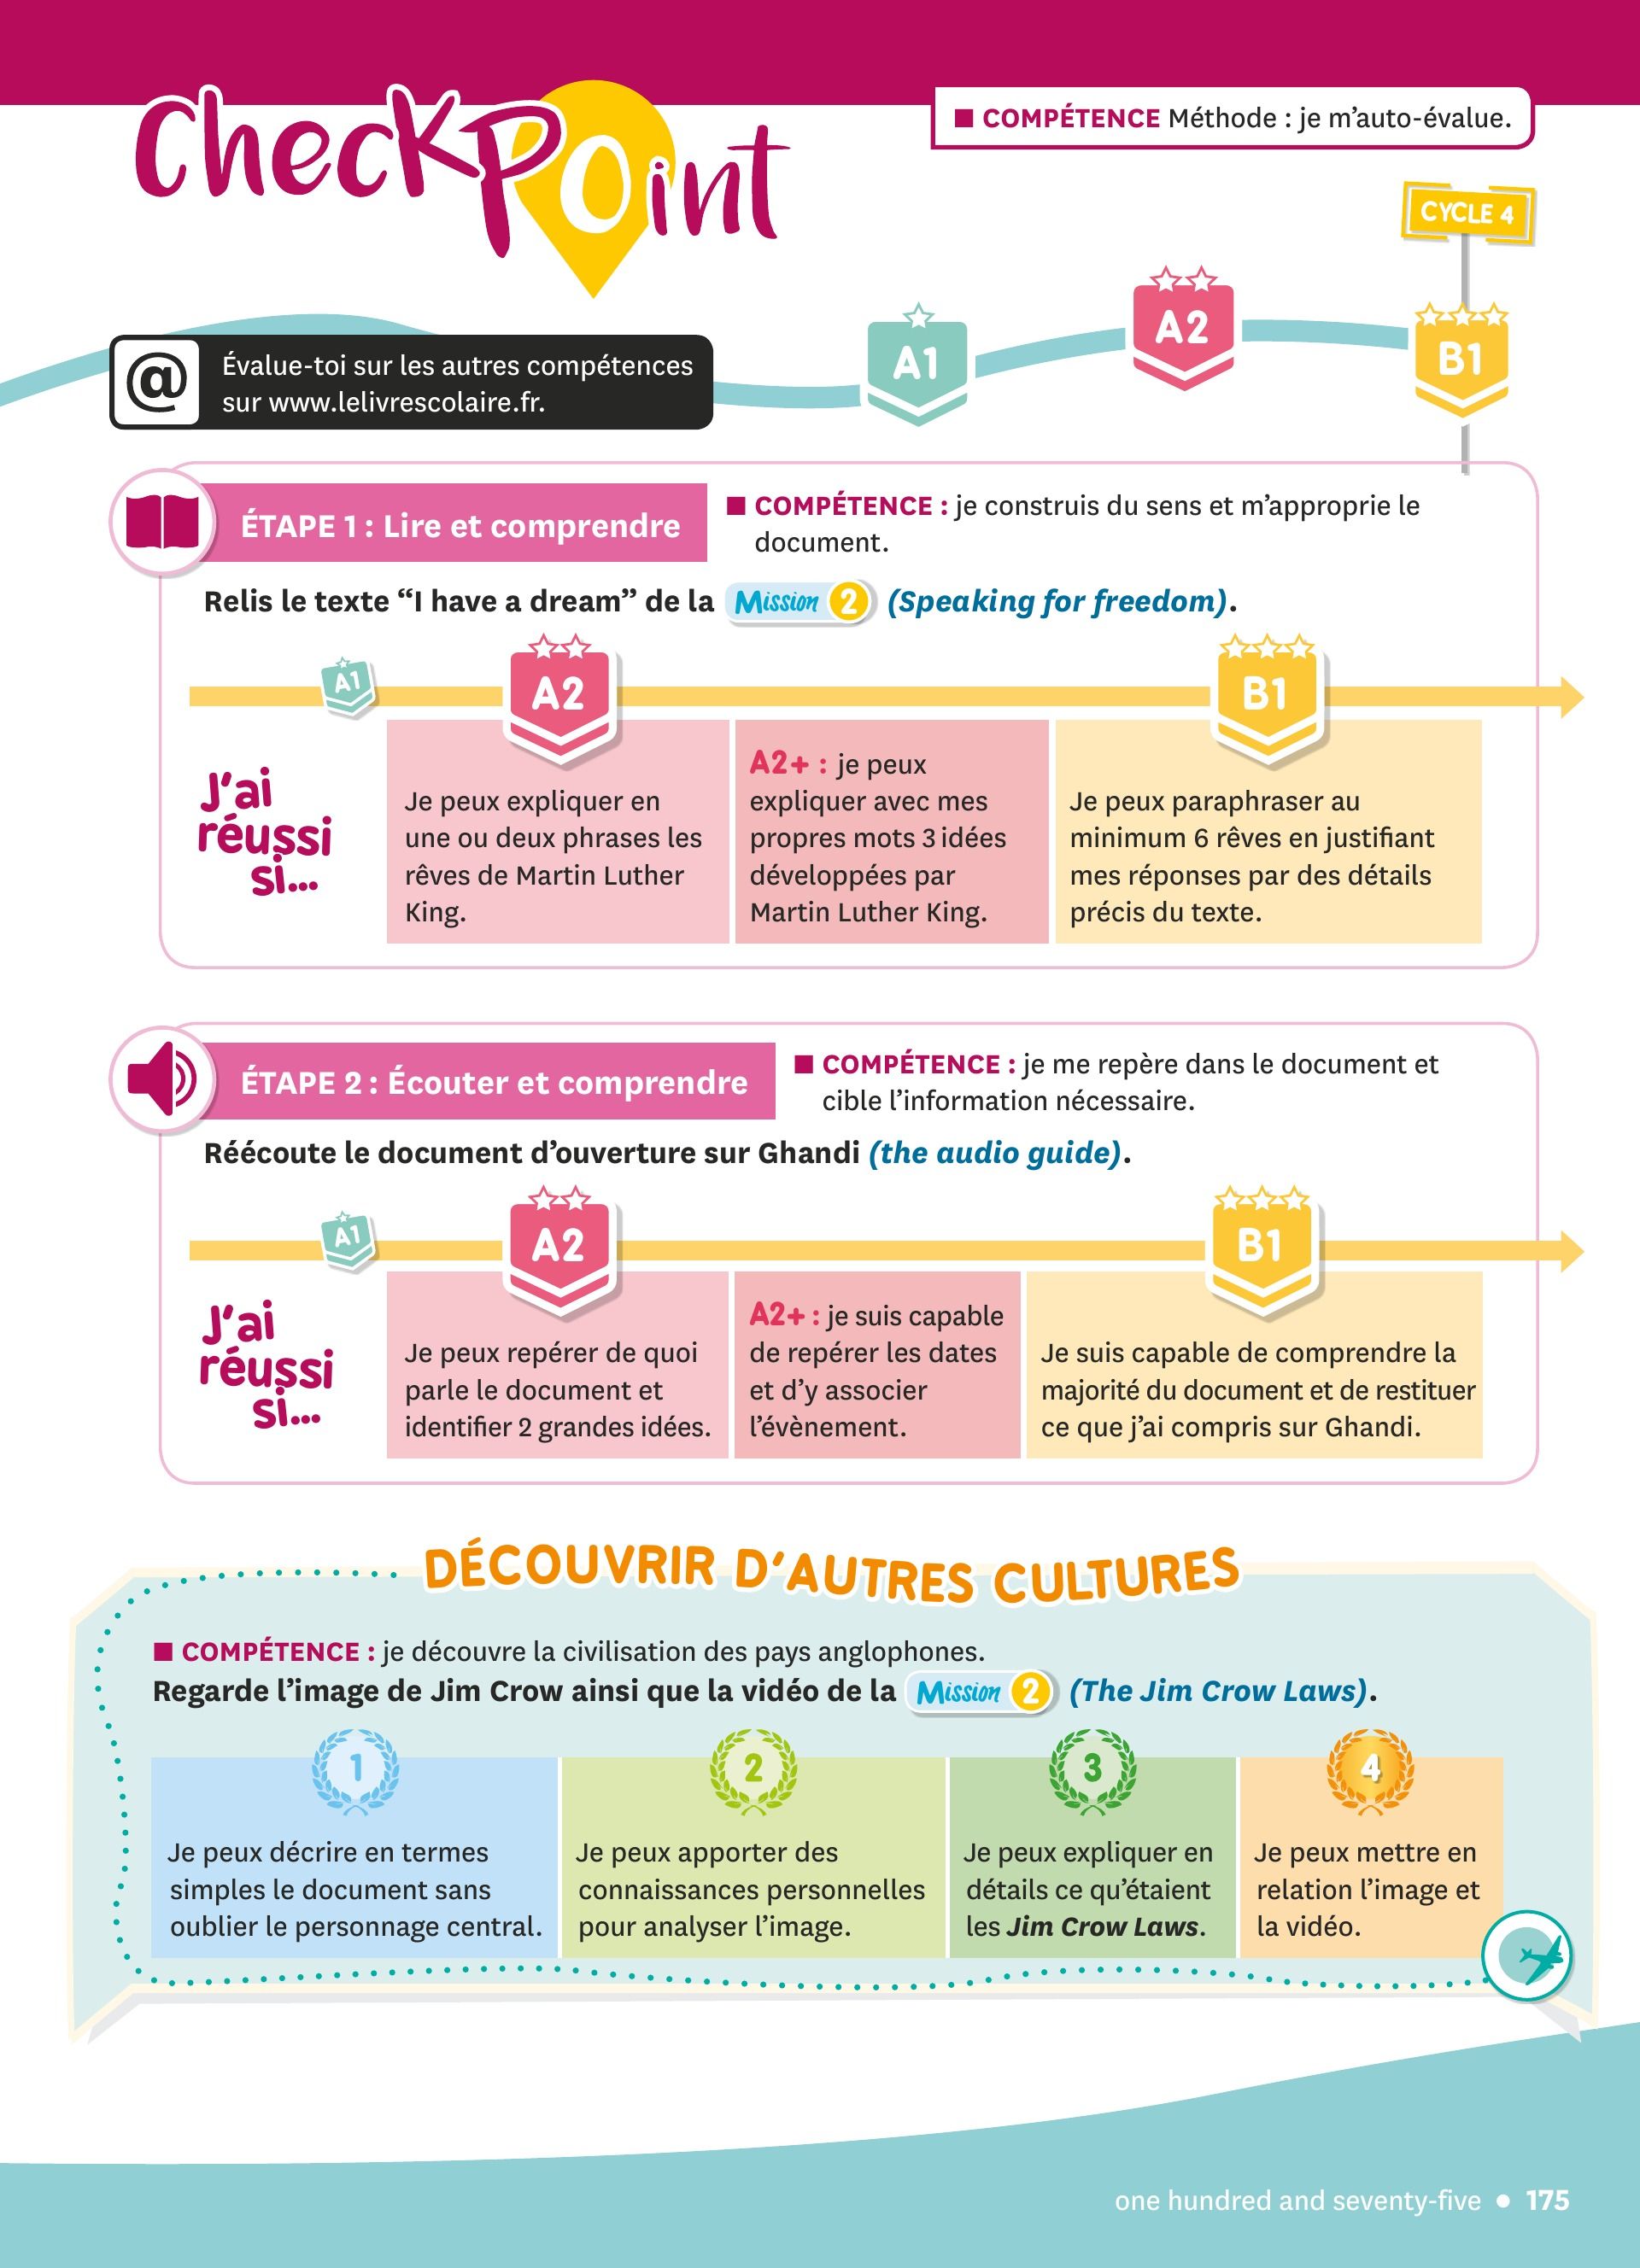 CheckPoint
■ COMPÉTENCE Méthode : je m’auto-évalue.
CYCLE 4
A1
A2
B1
@
Évalue-toi sur les autres compétences
sur www.lelivrescolaire.fr.
ÉTAPE 1 : Lire et comprendre
■ COMPÉTENCE : je construis du sens et m’approprie le
document.
Relis le texte “I have a dream” de la Mission 2 (Speaking for freedom).
A1
A2
B1
J’ai
réussi
si...
Je peux expliquer en
une ou deux phrases les
rêves de Martin Luther
King.
A2+ : je peux
expliquer avec mes
propres mots 3 idées
développées par
Martin Luther King.
Je peux paraphraser au
minimum 6 rêves en justifiant
mes réponses par des détails
précis du texte.
ÉTAPE 2 : Écouter et comprendre
■ COMPÉTENCE : je me repère dans le document et
cible l’information nécessaire.
Réécoute le document d’ouverture sur Ghandi (the audio guide).
A1
A2
B1
J’ai
réussi
si...
Je peux repérer de quoi
parle le document et
identifier 2 grandes idées.
A2+ : je suis capable
de repérer les dates
et d’y associer
l’évènement.
Je suis capable de comprendre la
majorité du document et de restituer
ce que j’ai compris sur Ghandi.
DÉCOUVRIR D’AUTRES CULTURES
■ COMPÉTENCE : je découvre la civilisation des pays anglophones.
Regarde l’image de Jim Crow ainsi que la vidéo de la Mission 2 (The Jim Crow Laws).
1
Je peux décrire en termes
simples le document sans
oublier le personnage central.
2
Je peux apporter des
connaissances personnelles
pour analyser l’image.
3
Je peux expliquer en
détails ce qu’étaient
les Jim Crow Laws.
4
Je peux mettre en
relation l’image et
la vidéo.
one hundred and seventy-five • 175